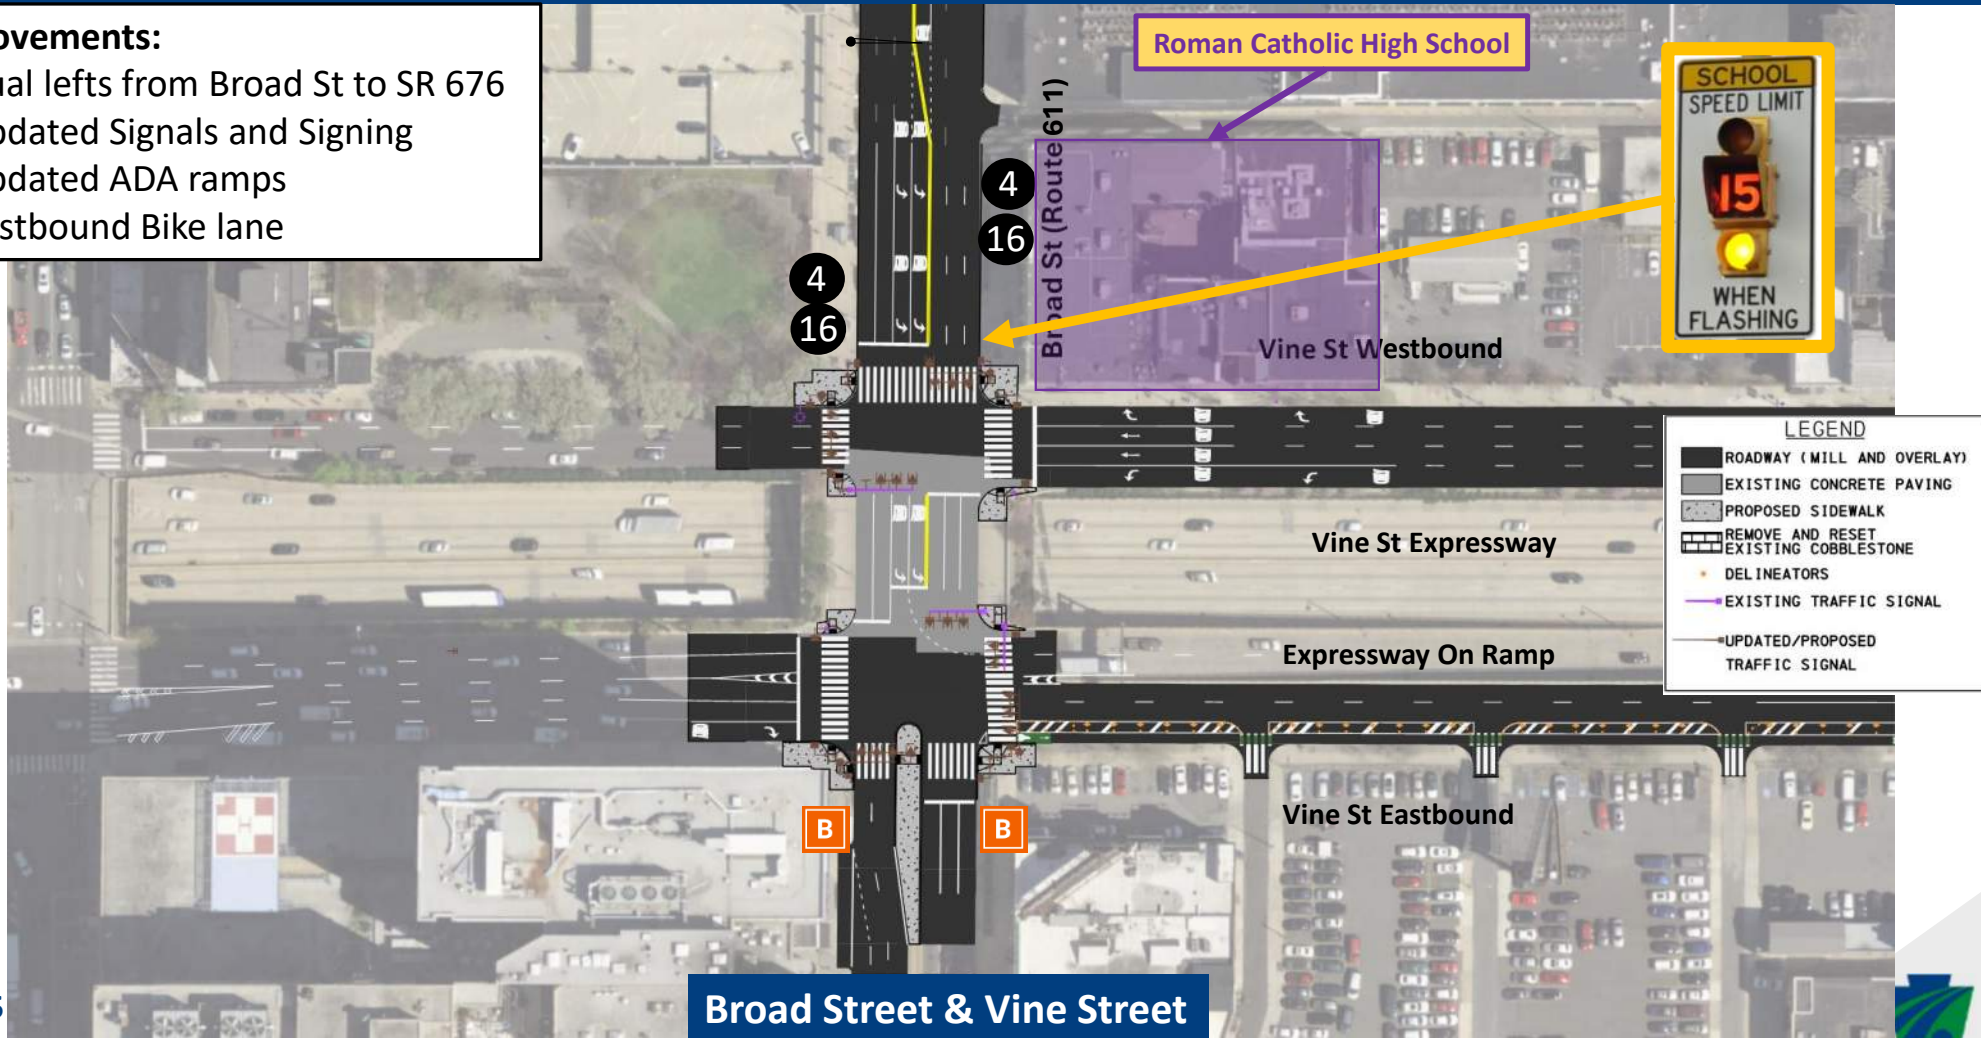 ovements:
ual lefts from Broad St to SR 676
pdated Signals and Signing
pdated ADA ramps
stbound Bike lane
Roman Catholic High School
SCHOOL
SPEED LIMIT
15
WHEN
FLASHING
Broad St (Route 611)
4
16
4
16
Vine St Westbound
LEGEND
ROADWAY (MILL AND OVERLAY)
EXISTING CONCRETE PAVING
PROPOSED SIDEWALK
REMOVE AND RESET
EXISTING COBBLESTONE
DELINEATORS
EXISTING TRAFFIC SIGNAL
UPDATED/PROPOSED
TRAFFIC SIGNAL
Vine St Expressway
Expressway On Ramp
Vine St Eastbound
B
B
H
Broad Street & Vine Street